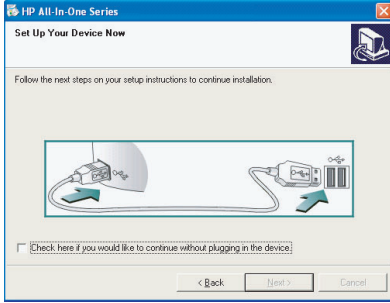 HP All-In-One Series
Set Up Your Device Now
Follow the next steps on your setup instructions to continue installation.
Check here if you would like to continue without plugging in the device.
< Back
Next >
Cancel